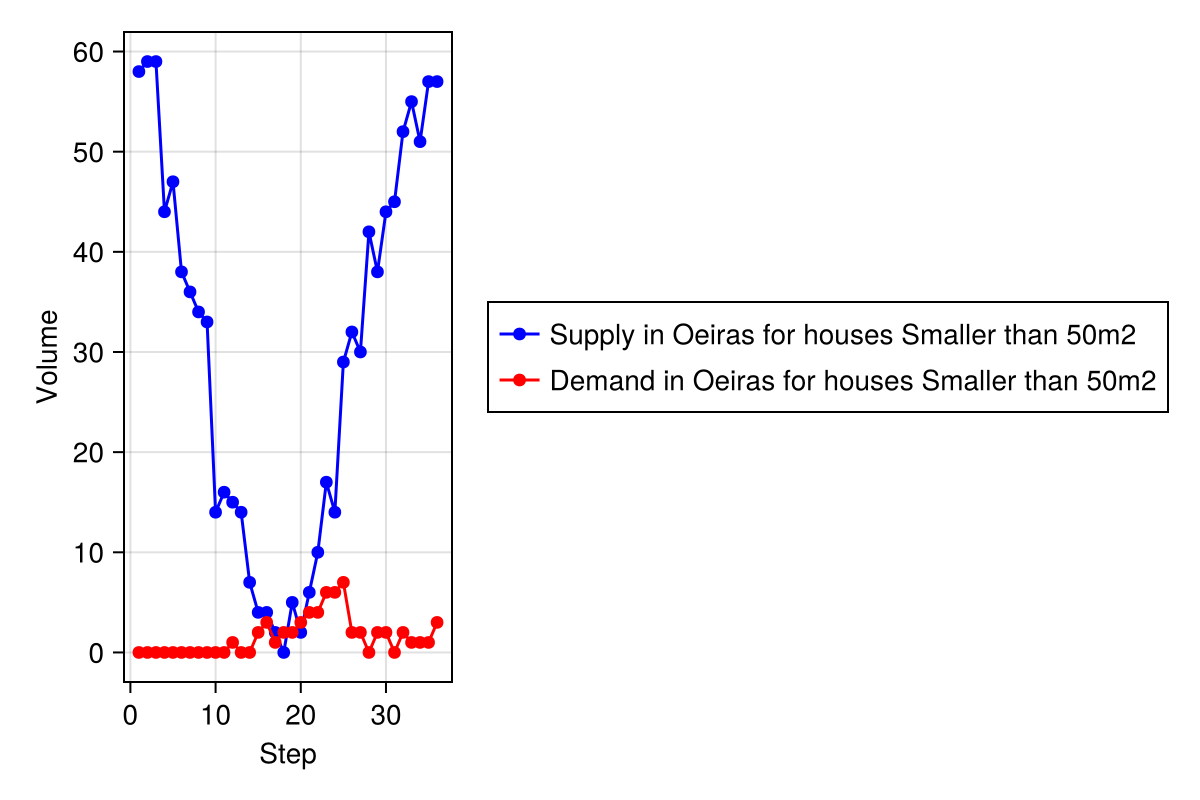 60
50
40
30
20
10
0
Volume
0 10 20 30
Step
Supply in Oeiras for houses Smaller than 50m2
Demand in Oeiras for houses Smaller than 50m2